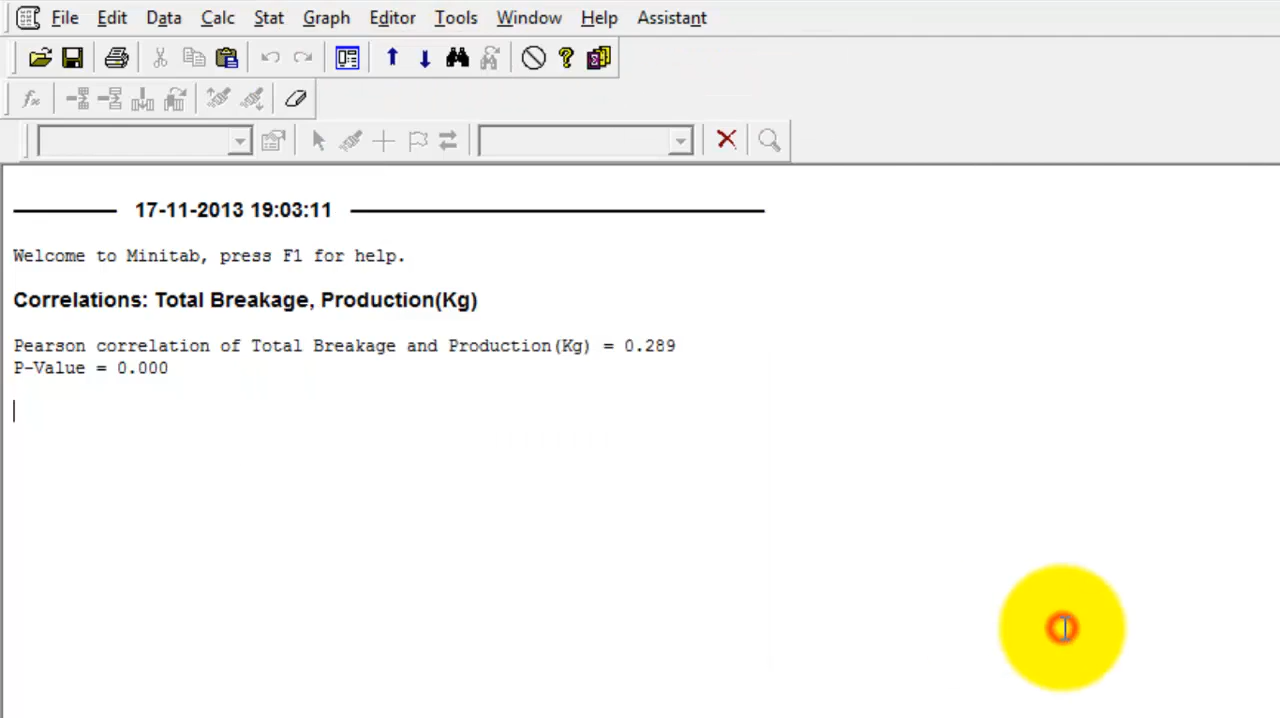 File Edit Data Calc Stat Graph Editor Tools Window Help Assistant
17-11-2013 19:03:11
Welcome to Minitab, press F1 for help.
Correlations: Total Breakage, Production(Kg)
Pearson correlation of Total Breakage and Production(Kg) = 0.289
P-Value = 0.000